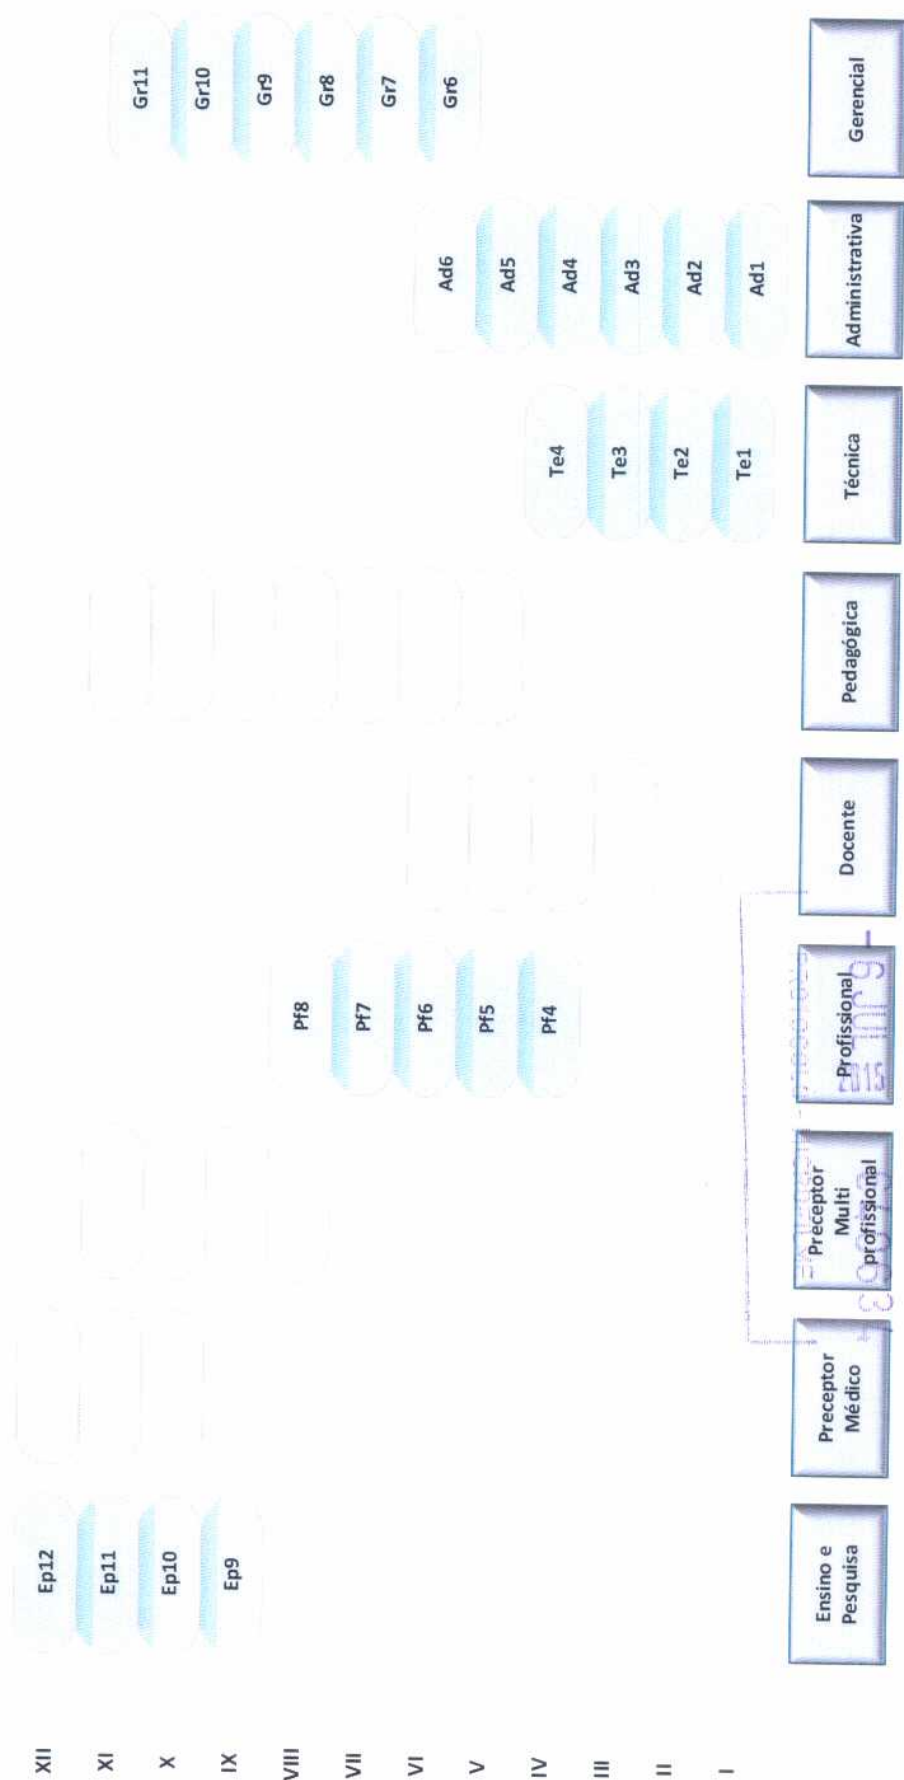 XII
XI
X
IX
VIII
VII
VI
V
IV
III
II
I
Ep12
Ep11
Ep10
Ep9
Ensino e
Pesquisa
Preceptor
Médico
Preceptor
Multi
profissional
Pf8
Pf7
Pf6
Pf5
Pf4
Profissional
Docente
Pedagógica
Te4
Te3
Te2
Te1
Técnica
Ad6
Ad5
Ad4
Ad3
Ad2
Ad1
Administrativa
Gr11
Gr10
Gr9
Gr8
Gr7
Gr6
Gerencial
6 JUL